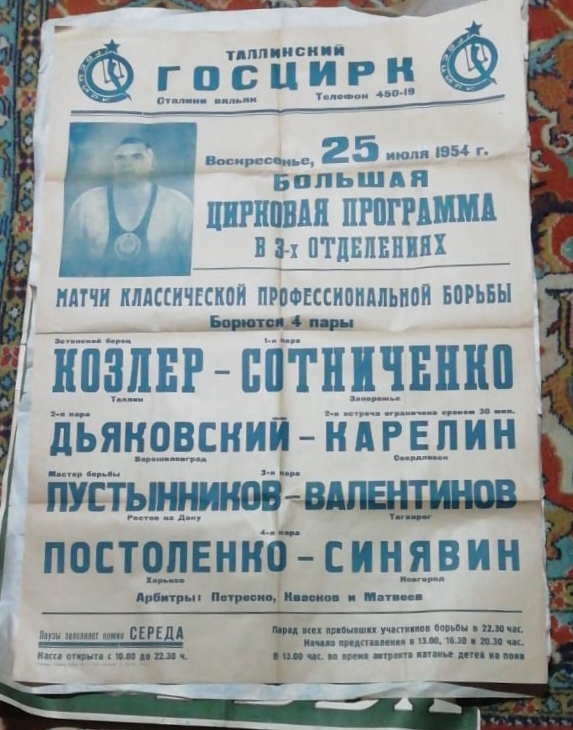 ТАЛЛИНСКИЙ
ГОСЦИРК
Сталини вяльяк Телефон 450-19
Воскресенье, 25 июля 1954 г.
БОЛЬШАЯ
ЦИРКОВАЯ ПРОГРАММА
В 3-х ОТДЕЛЕНИЯХ
МАТЧИ КЛАССИЧЕСКОЙ ПРОФЕССИОНАЛЬНОЙ БОРЬБЫ
Борются 4 пары
Эстонский борец 1-я пара
КОЗЛЕР – СОТНИЧЕНКО
Таллин Запорожье
2-я пара 2-я встреча ограничена сроком 30 мин.
ДЬЯКОВСКИЙ – КАРЕЛИН
Ворошиловград Свердловск
Мастер борьбы 3-я пара
ПУСТЫННИКОВ – ВАЛЕНТИНОВ
Ростов на Дону Таганрог
4-я пара
ПОСТОЛЕНКО – СИНЯВИН
Харьков Новгород
Арбитры: Петреско, Квасков и Матвеев
Паузы заполняет комик СЕРЕДА
Касса открыта с 10.00 до 22.30 ч.
Парад всех прибывших участников борьбы в 22.30 час.
Начало представления в 13.00, 16.30 и 20.30 час.
В 13.00 час. во время антракта катанье детей на пони